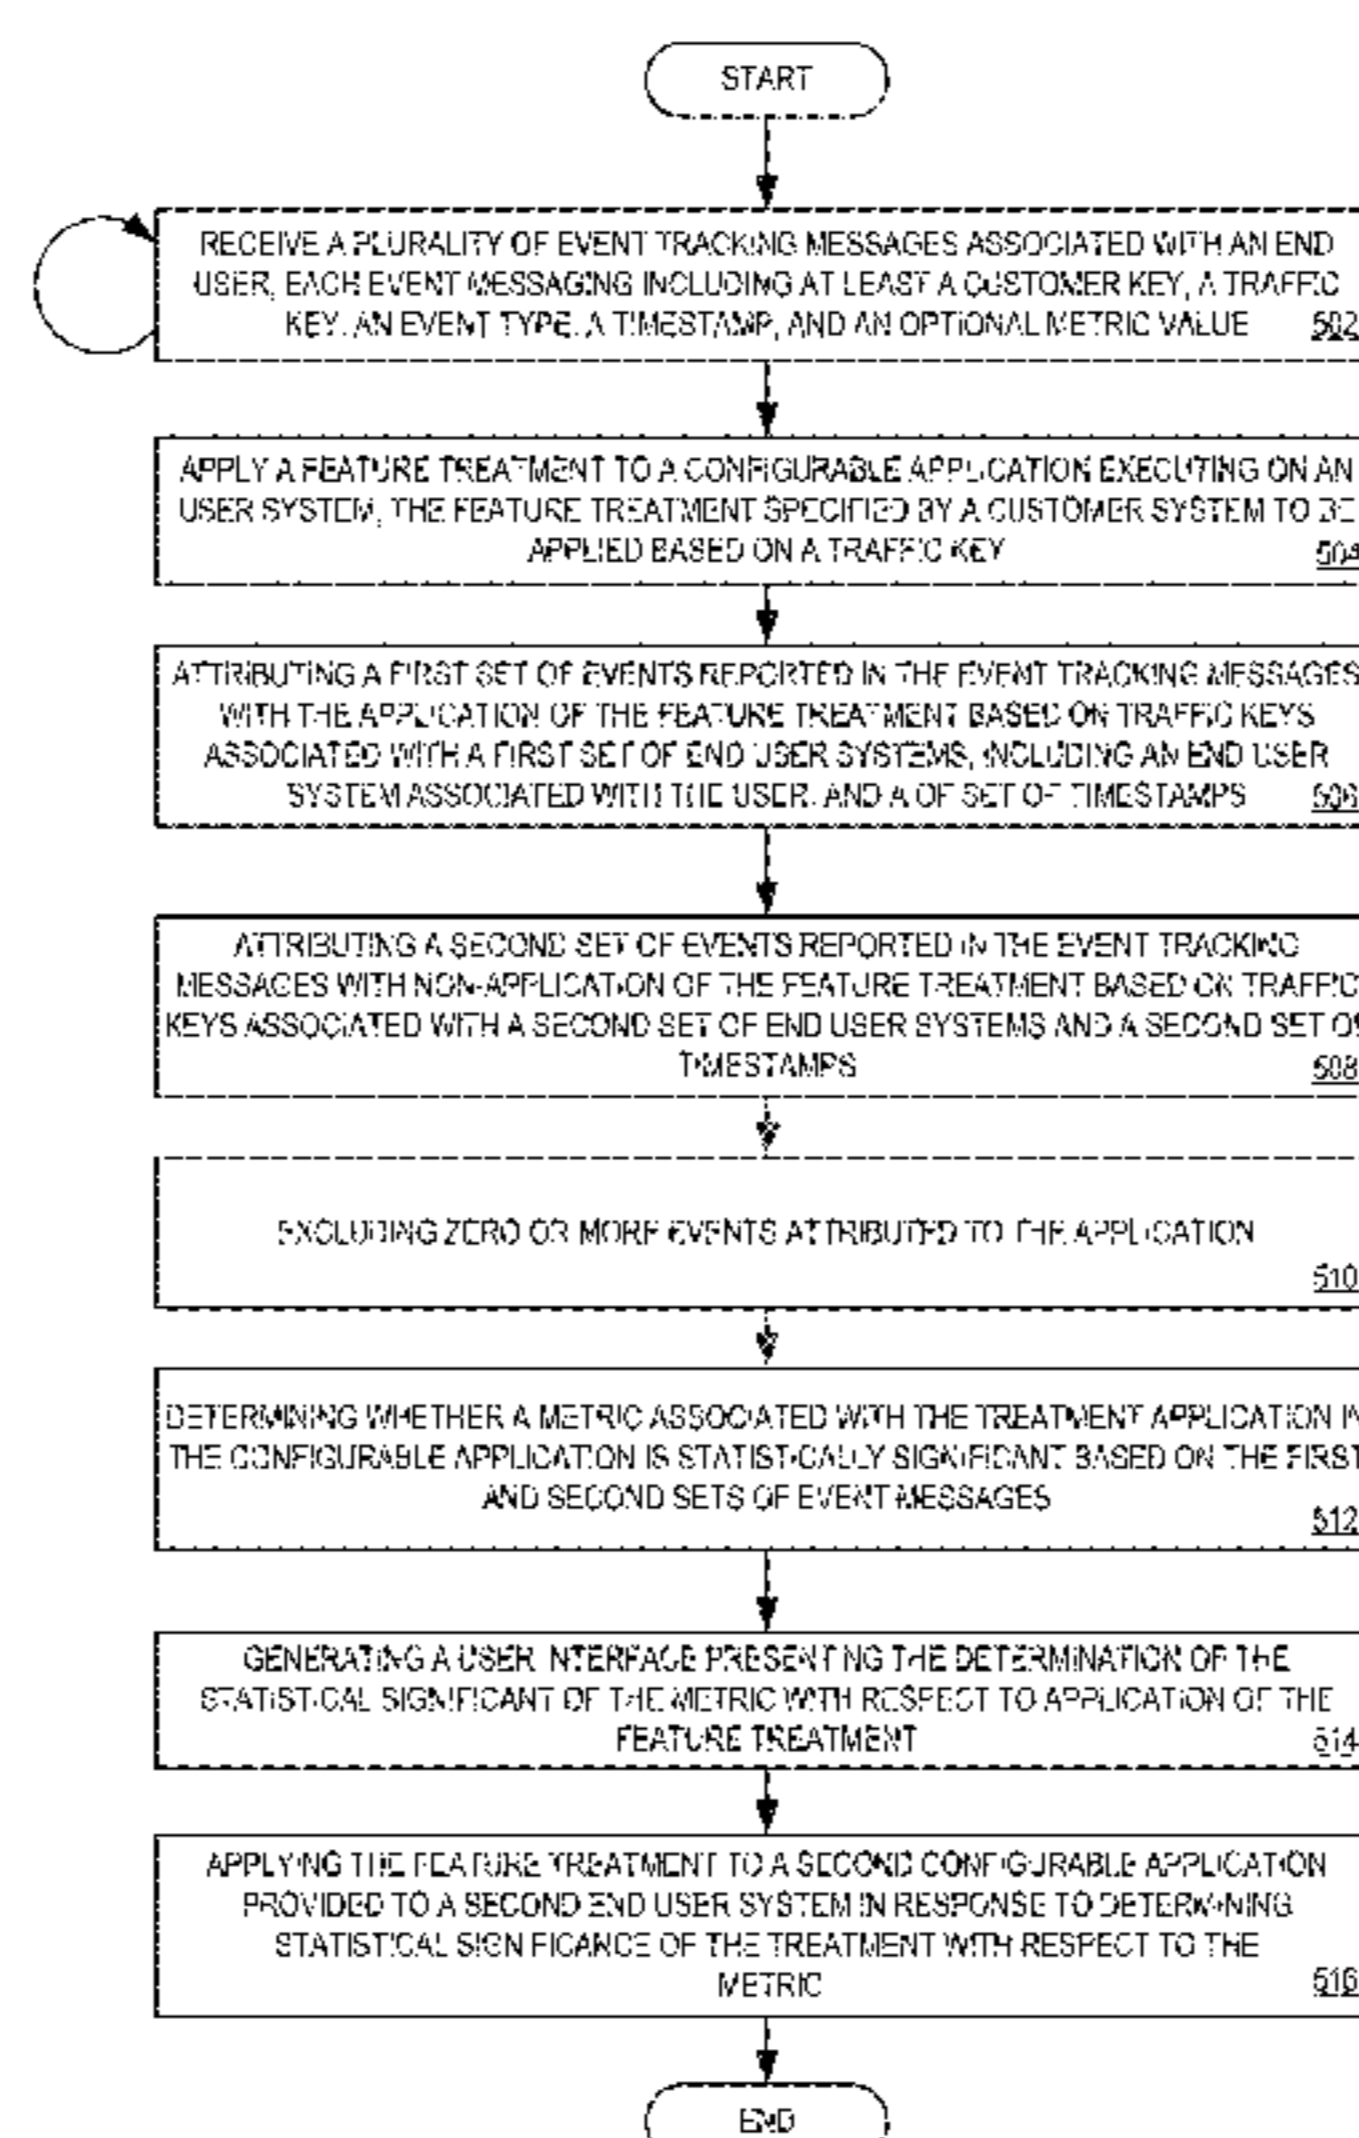 START
RECEIVE A PLURALITY OF EVENT TRACKING MESSAGES ASSOCIATED WITH AN END
USER, EACH EVENT MESSAGING INCLUDING AT LEAST A CUSTOMER KEY, A TRAFFIC
KEY, AN EVENT TYPE, A TIMESTAMP, AND AN OPTIONAL METRIC VALUE 502
APPLY A FEATURE TREATMENT TO A CONFIGURABLE APPLICATION EXECUTING ON AN
USER SYSTEM, THE FEATURE TREATMENT SPECIFIED BY A CUSTOMER SYSTEM TO BE
APPLIED BASED ON A TRAFFIC KEY 504
ATTRIBUTING A FIRST SET OF EVENTS REPORTED IN THE EVENT TRACKING MESSAGES
WITH THE APPLICATION OF THE FEATURE TREATMENT BASED ON TRAFFIC KEYS
ASSOCIATED WITH A FIRST SET OF END USER SYSTEMS, INCLUDING AN END USER
SYSTEM ASSOCIATED WITH THE USER, AND A OF SET OF TIMESTAMPS 506
ATTRIBUTING A SECOND SET OF EVENTS REPORTED IN THE EVENT TRACKING
MESSAGES WITH NON-APPLICATION OF THE FEATURE TREATMENT BASED ON TRAFFIC
KEYS ASSOCIATED WITH A SECOND SET OF END USER SYSTEMS AND A SECOND SET OF
TIMESTAMPS 508
EXCLUDING ZERO OR MORE EVENTS ATTRIBUTED TO THE APPLICATION
510
DETERMINING WHETHER A METRIC ASSOCIATED WITH THE TREATMENT APPLICATION IN
THE CONFIGURABLE APPLICATION IS STATISTICALLY SIGNIFICANT BASED ON THE FIRST
AND SECOND SETS OF EVENT MESSAGES
512
GENERATING A USER INTERFACE PRESENTING THE DETERMINATION OF THE
STATISTICAL SIGNIFICANT OF THE METRIC WITH RESPECT TO APPLICATION OF THE
FEATURE TREATMENT 514
APPLYING THE FEATURE TREATMENT TO A SECOND CONFIGURABLE APPLICATION
PROVIDED TO A SECOND END USER SYSTEM IN RESPONSE TO DETERMINING
STATISTICAL SIGNIFICANCE OF THE TREATMENT WITH RESPECT TO THE
METRIC 516
END